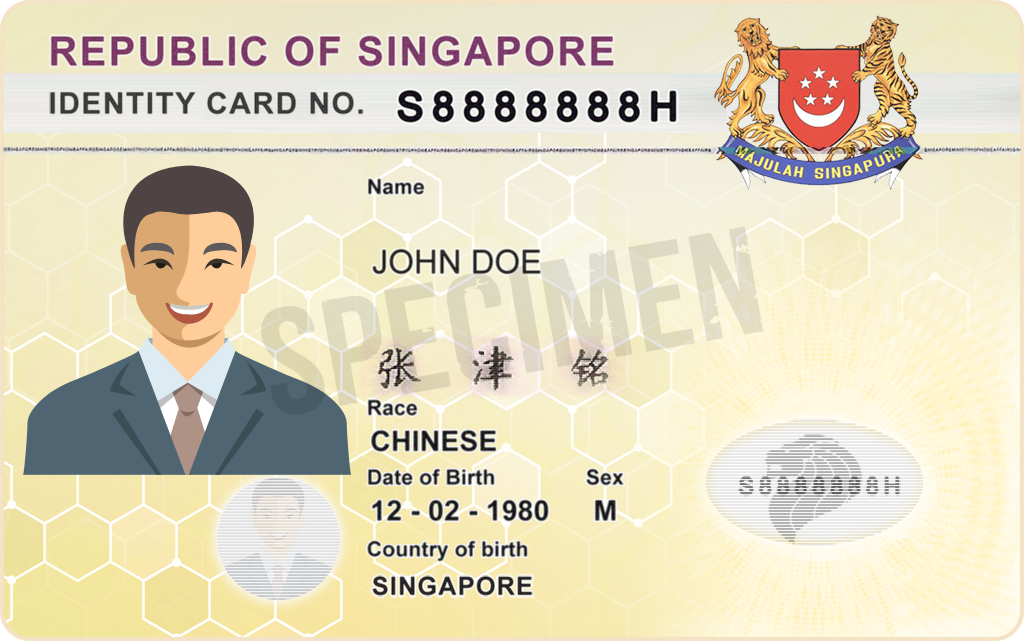 REPUBLIC OF SINGAPORE
IDENTITY CARD NO. S8888888H
MAJULAH SINGAPURA
Name
JOHN DOE
SPECIMEN
张 津 铭
Race
CHINESE
Date of Birth Sex
12 - 02 - 1980 M
S8888888H
Country of birth
SINGAPORE